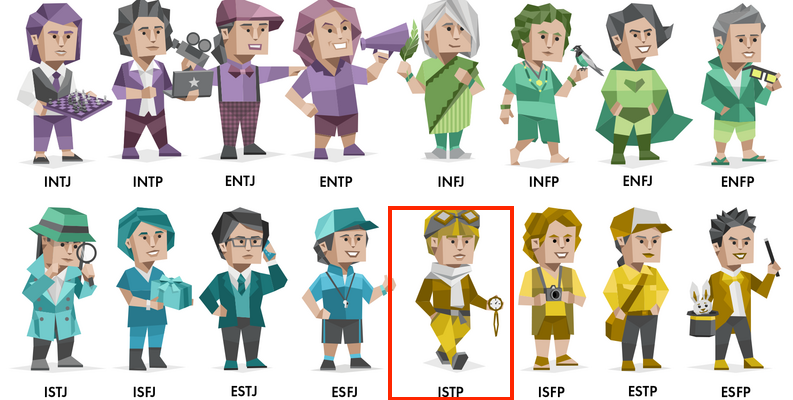 INTJ INTP ENTJ ENTP INFJ INFP ENFJ ENFP
ISTJ ISFJ ESTJ ESFJ ISTP ISFP ESTP ESFP